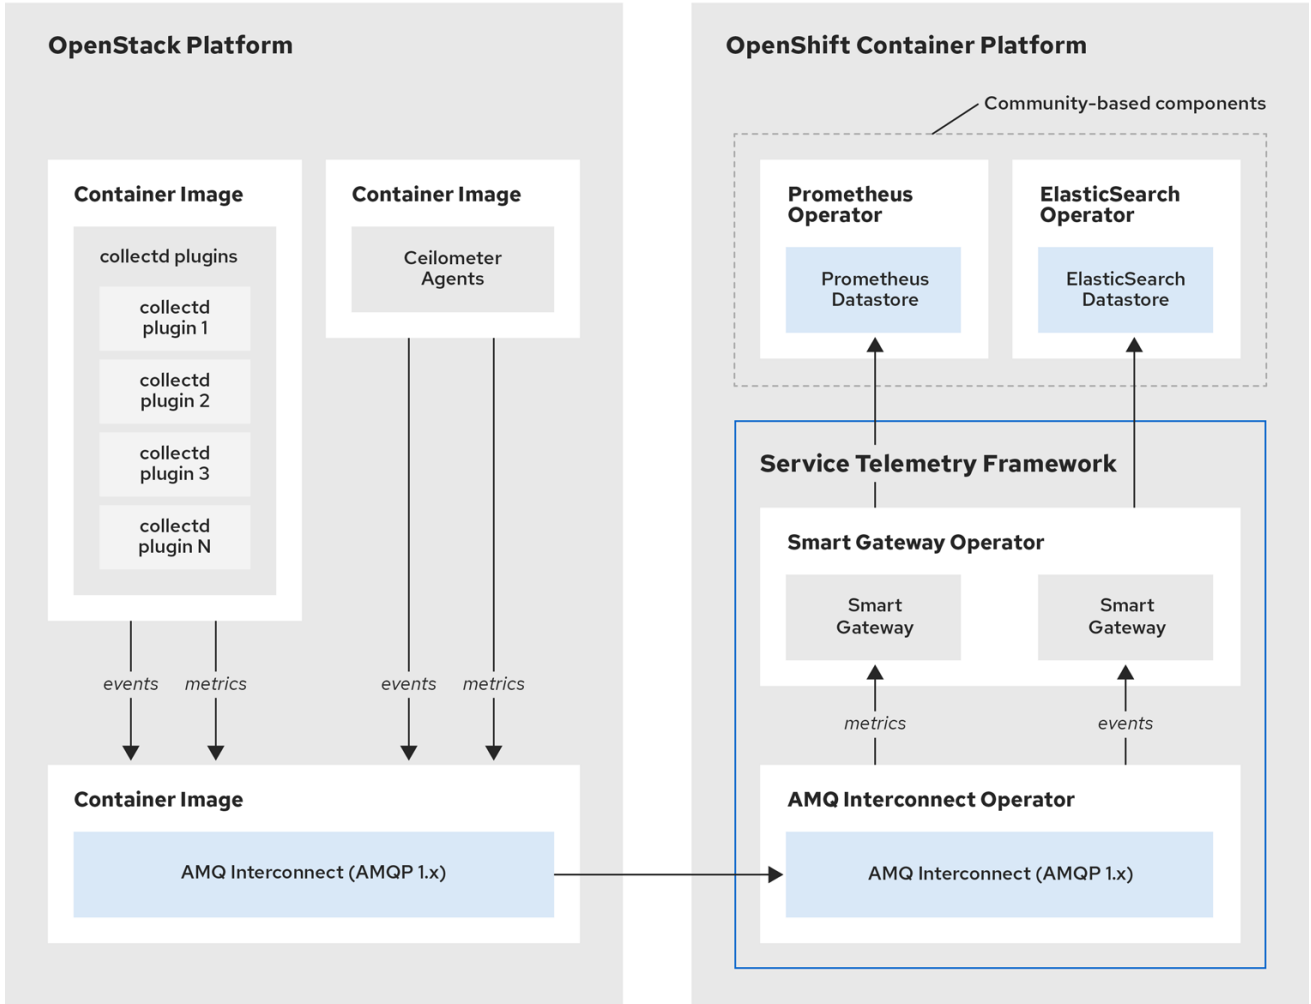 OpenStack Platform
Container Image
collectd plugins
collectd
plugin 1
collectd
plugin 2
collectd
plugin 3
collectd
plugin N
Container Image
Ceilometer
Agents
events
metrics
events
metrics
Container Image
AMQ Interconnect (AMQP 1.x)
OpenShift Container Platform
Community-based components
Prometheus
Operator
Prometheus
Datastore
ElasticSearch
Operator
ElasticSearch
Datastore
Service Telemetry Framework
Smart Gateway Operator
Smart
Gateway
Smart
Gateway
metrics
events
AMQ Interconnect Operator
AMQ Interconnect (AMQP 1.x)